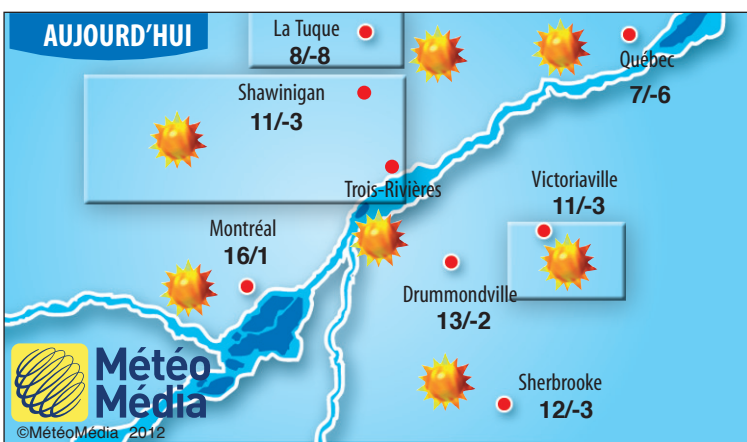 AUJOURD'HUI
La Tuque
8/-8
Québec
7/-6
Shawinigan
11/-3
Trois-Rivières
Victoriaville
11/-3
Montréal
16/1
Drummondville
13/-2
Sherbrooke
12/-3
Météo
Média
©MétéoMédia 2012